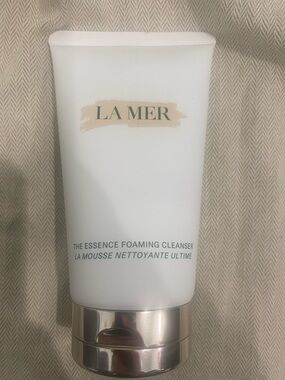 LA MER
THE ESSENCE FOAMING CLEANSER
LA MOUSSE NETTOYANTE ULTIME